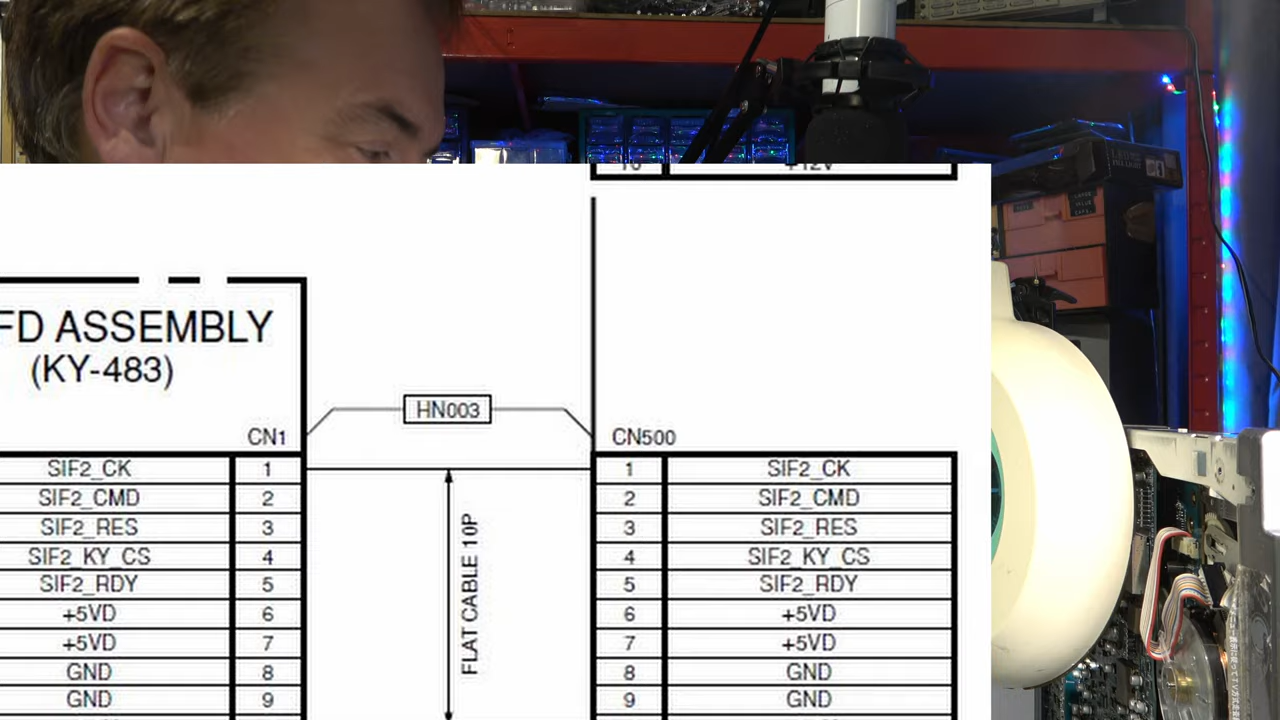 10 +12V
FD ASSEMBLY
(KY-483)
HN003
CN1 CN500
SIF2_CK 1 1 SIF2_CK
SIF2_CMD 2 2 SIF2_CMD
SIF2_RES 3 3 SIF2_RES
SIF2_KY_CS 4 4 SIF2_KY_CS
SIF2_RDY 5 5 SIF2_RDY
+5VD 6 6 +5VD
+5VD 7 7 +5VD
GND 8 8 GND
GND 9 9 GND
FLAT CABLE 10P